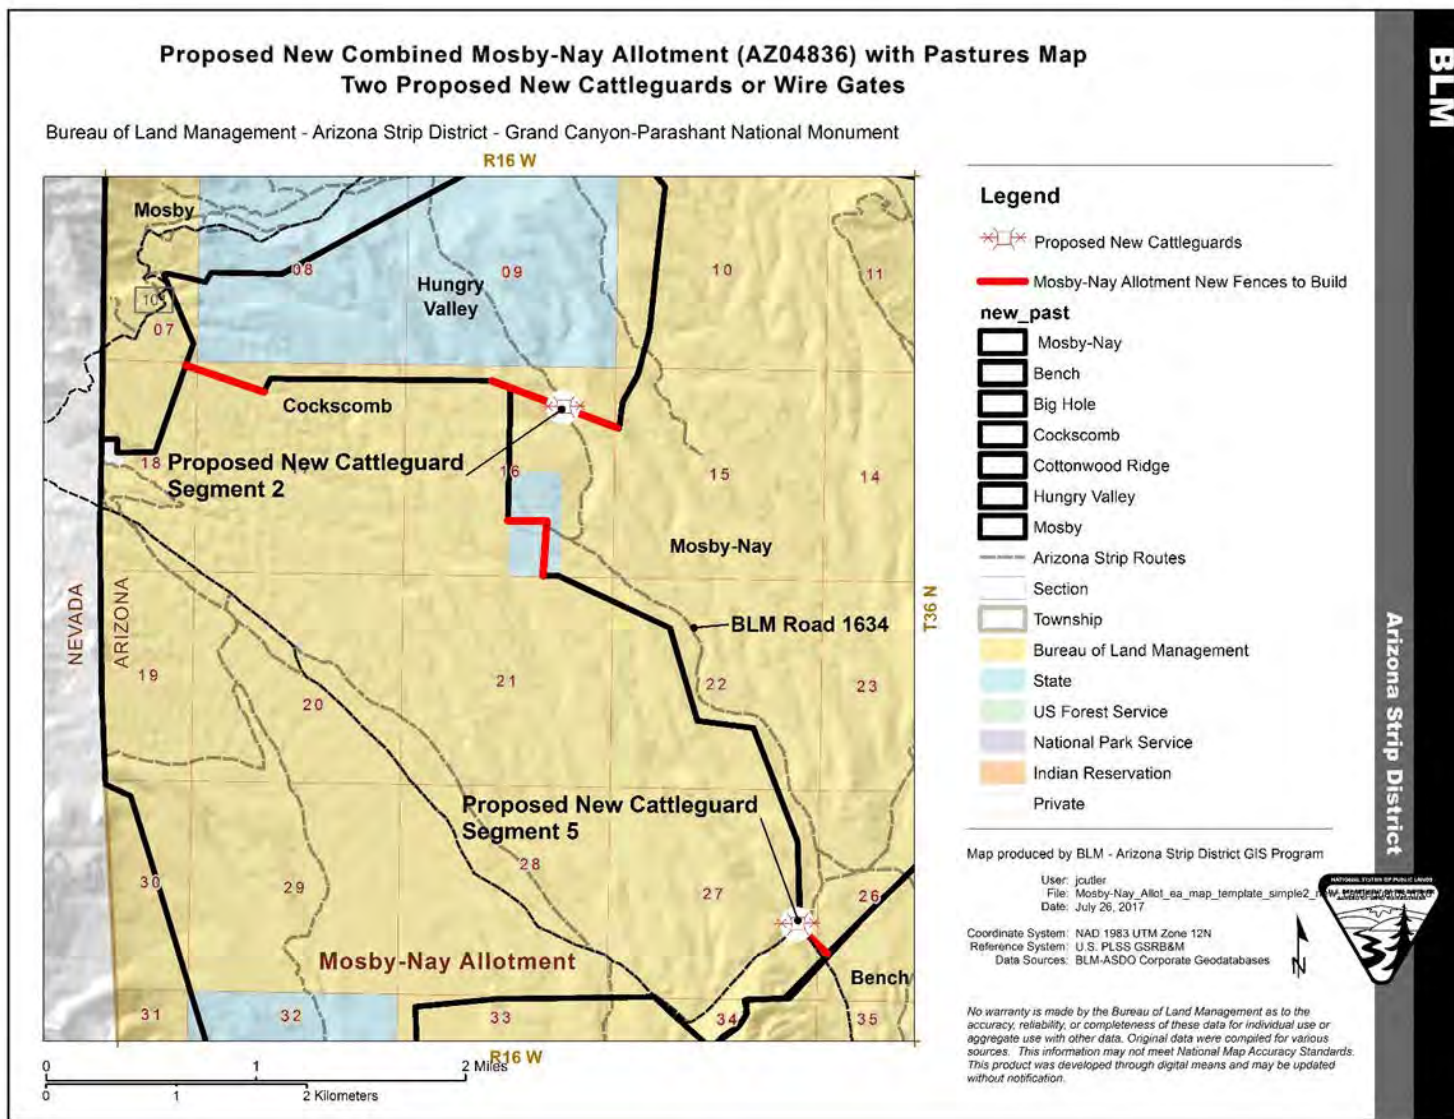 Proposed New Combined Mosby-Nay Allotment (AZ04836) with Pastures Map
Two Proposed New Cattleguards or Wire Gates
Bureau of Land Management - Arizona Strip District - Grand Canyon-Parashant National Monument
R16 W
Mosby
08
09
10
11
Hungry
Valley
101
07
Cockscomb
18
Proposed New Cattleguard
Segment 2
16
15
14
Mosby-Nay
NEVADA
ARIZONA
BLM Road 1634
T36 N
19
20
21
22
23
Proposed New Cattleguard
Segment 5
30
29
28
27
26
Mosby-Nay Allotment
Bench
31
32
33
34
35
R16 W
0
1
2 Miles
0
1
2 Kilometers
Legend
Proposed New Cattleguards
Mosby-Nay Allotment New Fences to Build
new_past
Mosby-Nay
Bench
Big Hole
Cockscomb
Cottonwood Ridge
Hungry Valley
Mosby
Arizona Strip Routes
Section
Township
Bureau of Land Management
State
US Forest Service
National Park Service
Indian Reservation
Private
Map produced by BLM - Arizona Strip District GIS Program
User: jcutler
File: Mosby-Nay_Allot_ea_map_template_simple2_
Date: July 26, 2017
Coordinate System: NAD 1983 UTM Zone 12N
Reference System: U.S. PLSS GSRB&M
Data Sources: BLM-ASDO Corporate Geodatabases
N
NATIONAL SYSTEM OF PUBLIC LANDS
No warranty is made by the Bureau of Land Management as to the
accuracy, reliability, or completeness of these data for individual use or
aggregate use with other data. Original data were compiled for various
sources. This information may not meet National Map Accuracy Standards.
This product was developed through digital means and may be updated
without notification.
BLM
Arizona Strip District